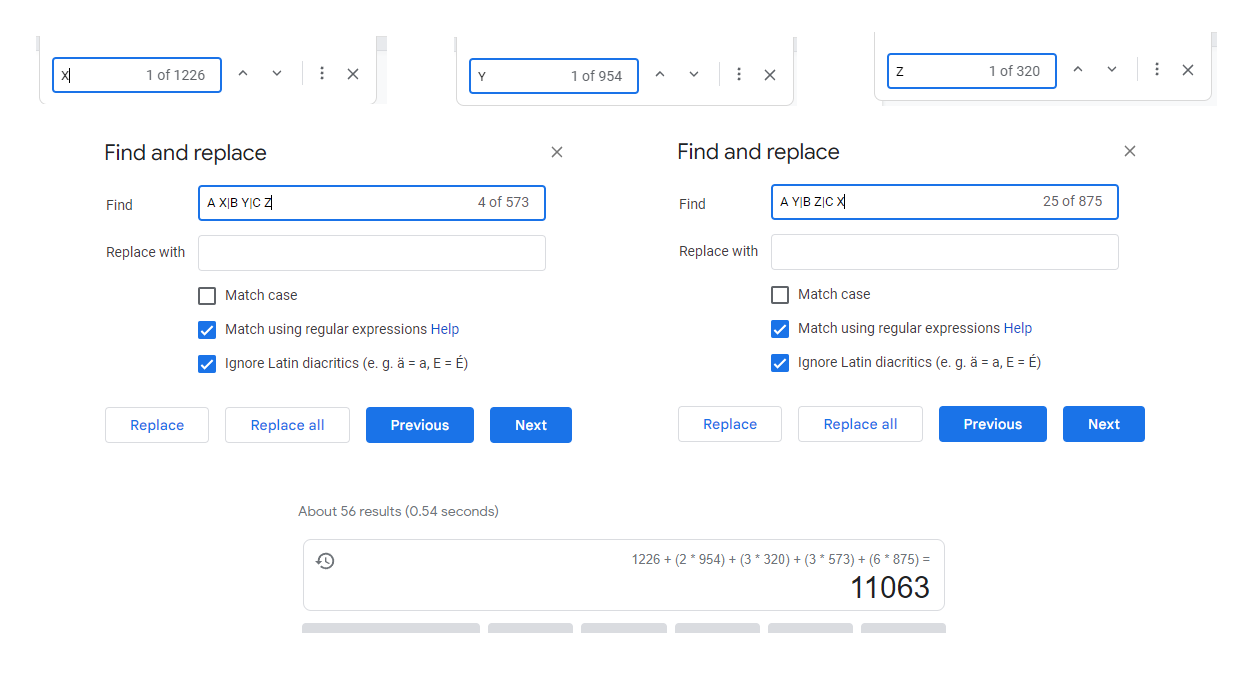 X 1 of 1226
Y 1 of 954
Z 1 of 320
Find and replace
Find A X|B Y|C Z 4 of 573
Replace with
Match case
Match using regular expressions Help
Ignore Latin diacritics (e. g. ä = a, E = É)
Replace Replace all Previous Next
Find and replace
Find A Y|B Z|C X 25 of 875
Replace with
Match case
Match using regular expressions Help
Ignore Latin diacritics (e. g. ä = a, E = É)
Replace Replace all Previous Next
About 56 results (0.54 seconds)
1226 + (2 * 954) + (3 * 320) + (3 * 573) + (6 * 875) =
11063